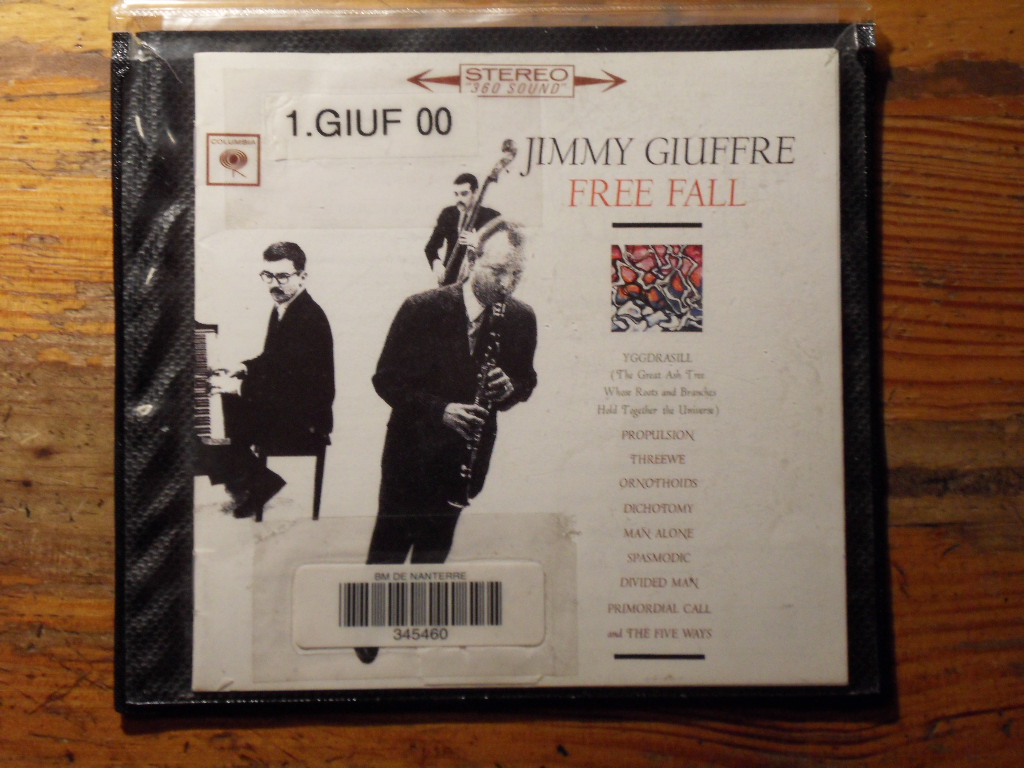 STEREO
"360 SOUND"
1.GIUF 00
COLUMBIA
JIMMY GIUFFRE
FREE FALL
YGGDRASILL
(The Great Ash Tree
Whose Roots and Branches
Hold Together the Universe)
PROPULSION
THREEWE
ORNOTHOIDS
DICHOTOMY
MAN ALONE
SPASMODIC
DIVIDED MAN
PRIMORDIAL CALL
and THE FIVE WAYS
BM DE NANTERRE
345460